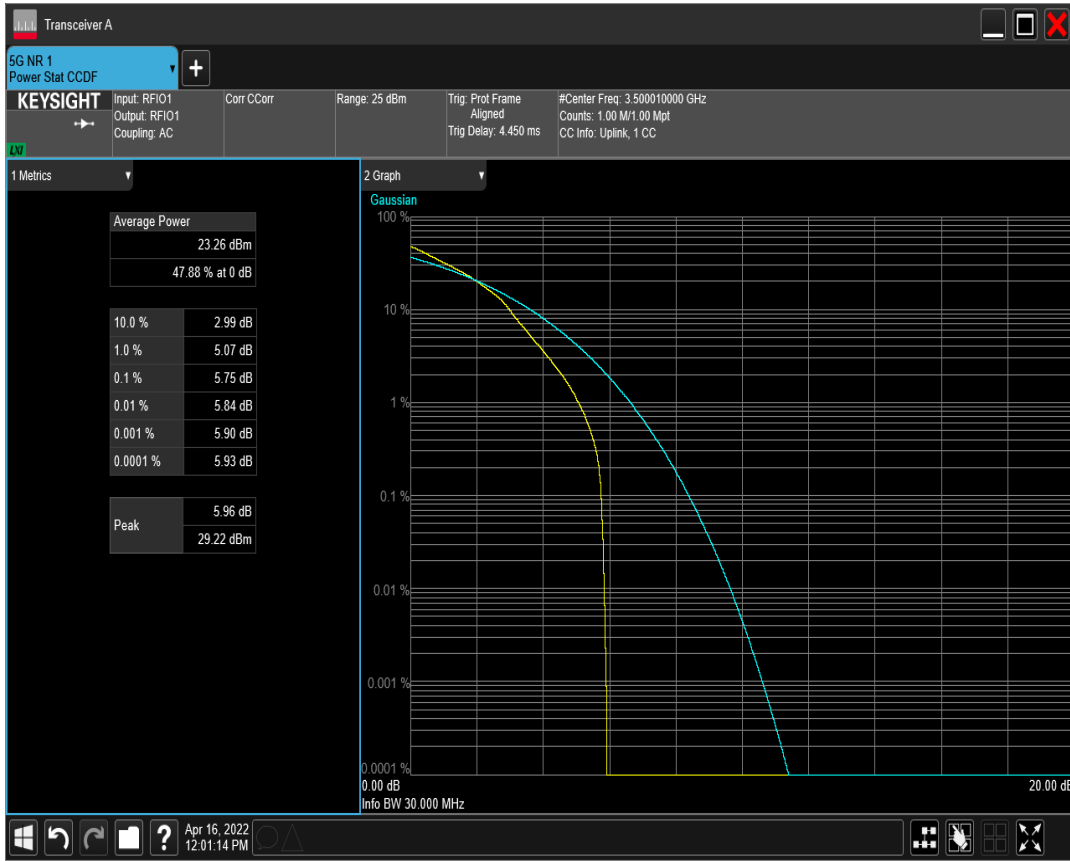 Transceiver A
5G NR 1
Power Stat CCDF
+
KEYSIGHT
LXI
Input: RFIO1
Output: RFIO1
Coupling: AC
Corr CCorr
Range: 25 dBm
Trig: Prot Frame
Aligned
Trig Delay: 4.450 ms
#Center Freq: 3.500010000 GHz
Counts: 1.00 M/1.00 Mpt
CC Info: Uplink, 1 CC
1 Metrics
Average Power
23.26 dBm
47.88 % at 0 dB
10.0 % 2.99 dB
1.0 % 5.07 dB
0.1 % 5.75 dB
0.01 % 5.84 dB
0.001 % 5.90 dB
0.0001 % 5.93 dB
Peak
5.96 dB
29.22 dBm
2 Graph
Gaussian
100 %
10 %
1 %
0.1 %
0.01 %
0.001 %
0.0001 %
0.00 dB
20.00 dB
Info BW 30.000 MHz
?
Apr 16, 2022
12:01:14 PM